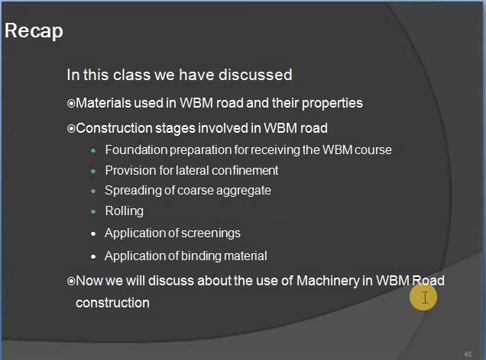 Recap
In this class we have discussed
Materials used in WBM road and their properties
Construction stages involved in WBM road
Foundation preparation for receiving the WBM course
Provision for lateral confinement
Spreading of coarse aggregate
Rolling
Application of screenings
Application of binding material
Now we will discuss about the use of Machinery in WBM Road
construction
48